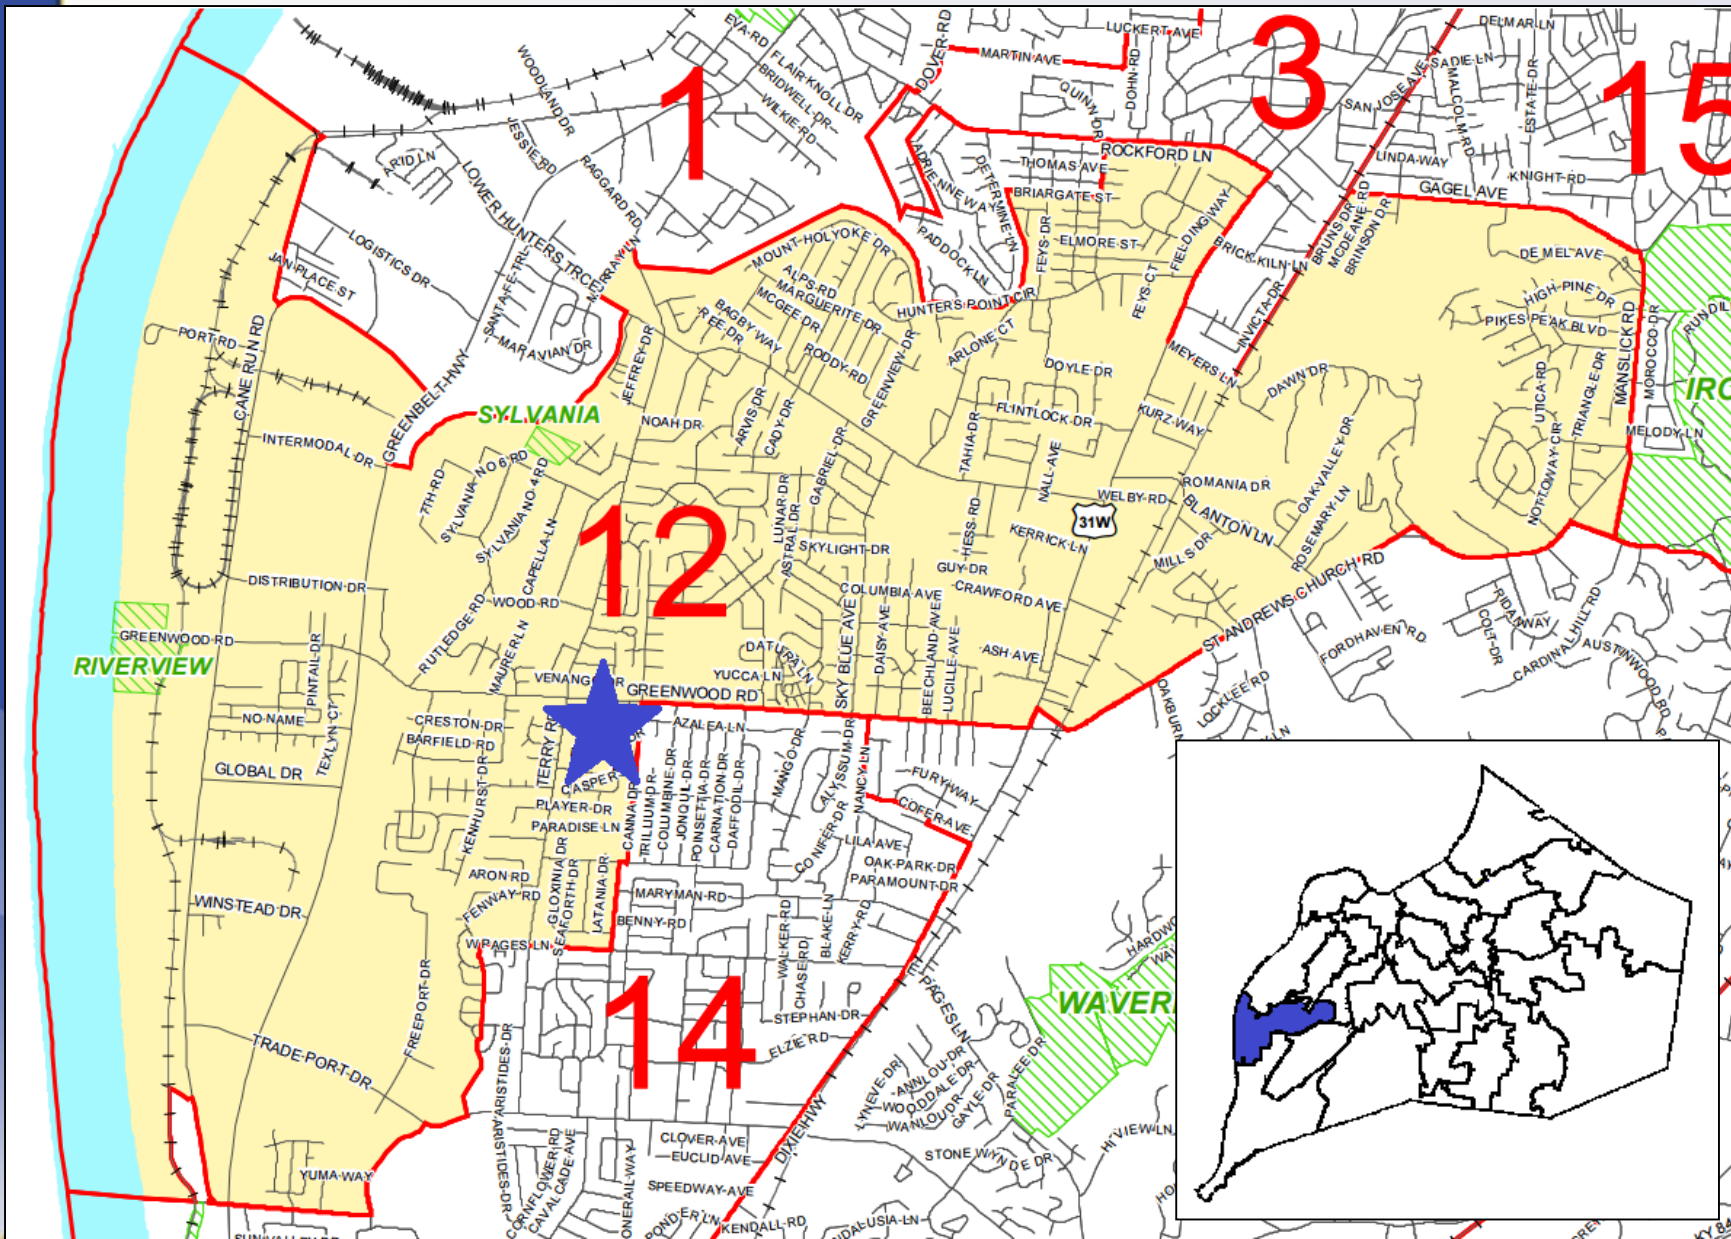 EVA RD
DOVER-RD
LUCKERT AVE
3
DELMAR-LN
MARTIN AVE
WOODLAND DR
FLAIR KNOLL DR
BRIDWELL-DR
WILKIE RD
1
DOHN-RD
QUINN-DR
SAN JOSE AVE
SADIE-LN
MALCOLM-RD
ESTATE-DR
15
JESSIE RD
ARID LN
RAGGARD RD
LOWER HUNTERS TRCE
ADRIENNE WAY
DETERMINE-LN
THOMAS AVE
ROCKFORD LN
BRIARGATE ST
LINDA-WAY
KNIGHT-RD
GAGEL AVE
LOGISTICS DR
JAN PLACE ST
SANTA-FE-TRL
MURRAY LN
MOUNT-HOLYOKE DR
PADDOCK LN
FEYS-DR
ELMORE-ST
FIELDING WAY
BRICK-KILN-LN
BRUNS-DR
MCDEANE-RD
BRINSON DR
DE MEL AVE
ALPS-RD
MARGUERITE DR
MCGEE DR
BAGBY WAY
REE-DR
HUNTERS POINT CIR
FEYS-CT
INVICTA-DR
HIGH-PINE DR
PIKES PEAK BLVD
MANSLICK RD
MOROCCO-DR
PORT-RD
CANE RUN RD
MARAVIAN DR
JEFFREY-DR
RODDY-RD
GREENVIEW-DR
ARLONE CT
DOYLE-DR
MEYERS LN
DAWN DR
UTICA-RD
TRIANGLE-DR
GREENBELT-HWY
SYLVANIA
NOAH-DR
ARVIS-DR
CADY-DR
GABRIEL-DR
TAHIA-DR
FLINTLOCK DR
KURZ-WAY
OAK-VALLEY-DR
MELODY-LN
INTERMODAL DR
7TH-RD
SYLVANIA NO 6 RD
SYLVANIA NO-4 RD
CAPELLA-LN
12
LUNAR-DR
ASTRAL-DR
SKYLIGHT-DR
HESS-RD
NALL-AVE
WELBY-RD
31W
ROMANIA DR
BLANTON LN
ROSEMARY-LN
NOTTOWAY-CIR
KERRICK-LN
MILLS-DR
DISTRIBUTION-DR
WOOD-RD
GUY-DR
COLUMBIA-AVE
CRAWFORD AVE
ST ANDREWS CHURCH RD
GREENWOOD RD
RIVERVIEW
PINTAIL-DR
RUTLEDGE-RD
MAURER LN
DATURA LN
YUCCA-LN
SKY BLUE AVE
DAISY-AVE
BEECHLAND-AVE
LUCILLE-AVE
ASH-AVE
FORDHAVEN RD
RIDAN WAY
COLT-DR
CARDINAL HILL RD
AUSTINWOOD RD
GREENWOOD RD
NO NAME
TEXLYN CT
CRESTON-DR
BARFIELD RD
AZALEA-LN
LOCKLEE RD
GLOBAL DR
KENHURST-DR
PLAYER-DR
PARADISE LN
CANNA DR
TRILLIUM-DR
COLUMBINE-DR
JONQUIL-DR
POINSETTIA-DR
CARNATION-DR
DAFFODIL-DR
MANGO-DR
ALYSSUM-DR
NANCY LN
FURY-WAY
COFER-AVE
CONIFER-DR
LILA-AVE
OAK-PARK-DR
PARAMOUNT-DR
WINSTEAD DR
ARON RD
FENWAY-RD
GLOXINIA DR
SEAFORTH-DR
LATANIA-DR
MARYMAN-RD
BENNY-RD
W PAGES LN
WALKER-RD
CHASE RD
BLAKE-LN
KERRY-RD
14
PAGES LN
WAVER
STEPHAN-DR
ELZIE RD
FREEPORT-DR
TRADE-PORT-DR
ARISTIDES-DR
LYNEVE-DR
ANNLOU-DR
WOODDALE-DR
WANLOU-DR
GAYLE-DR
PARALEE DR
CLOVER-AVE
EUCLID-AVE
DIXIE HWY
STONE WYNDE DR
HI VIEW LN
YUMA-WAY
CORNFLOWER RD
CAVALCADE AVE
SPEEDWAY-AVE
KENDALL-RD